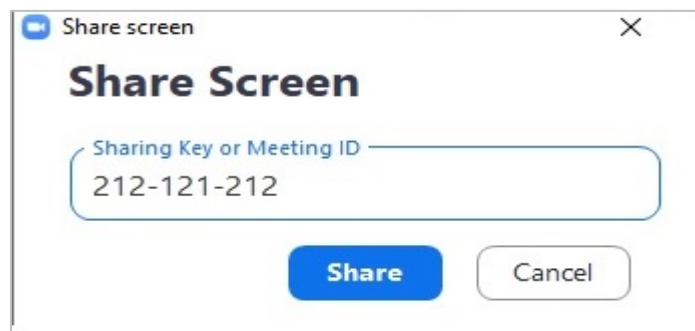 Share screen
Share Screen
Sharing Key or Meeting ID
212-121-212
Share
Cancel